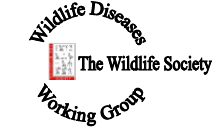 Wildlife Diseases
The Wildlife Society
Working Group